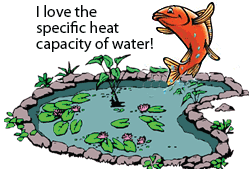 I love the
specific heat
capacity of water!